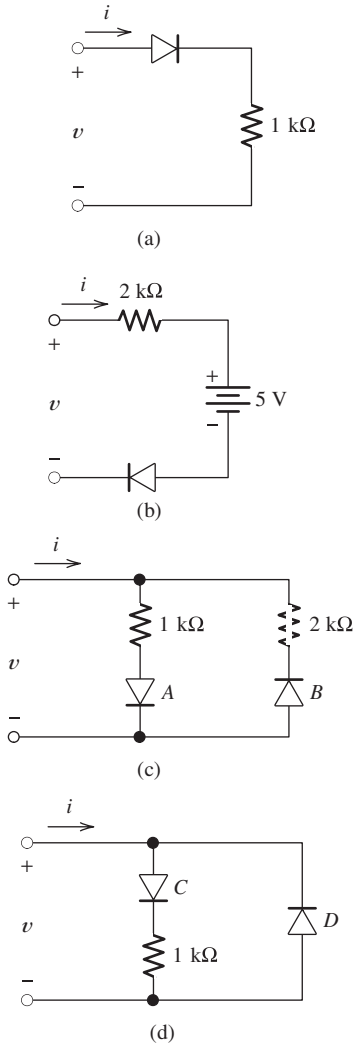 i
+
v
1 kΩ
−
(a)
i
2 kΩ
+
+
v
5 V
−
−
(b)
i
+
1 kΩ
2 kΩ
v
A
B
−
(c)
i
+
C
v
D
1 kΩ
−
(d)